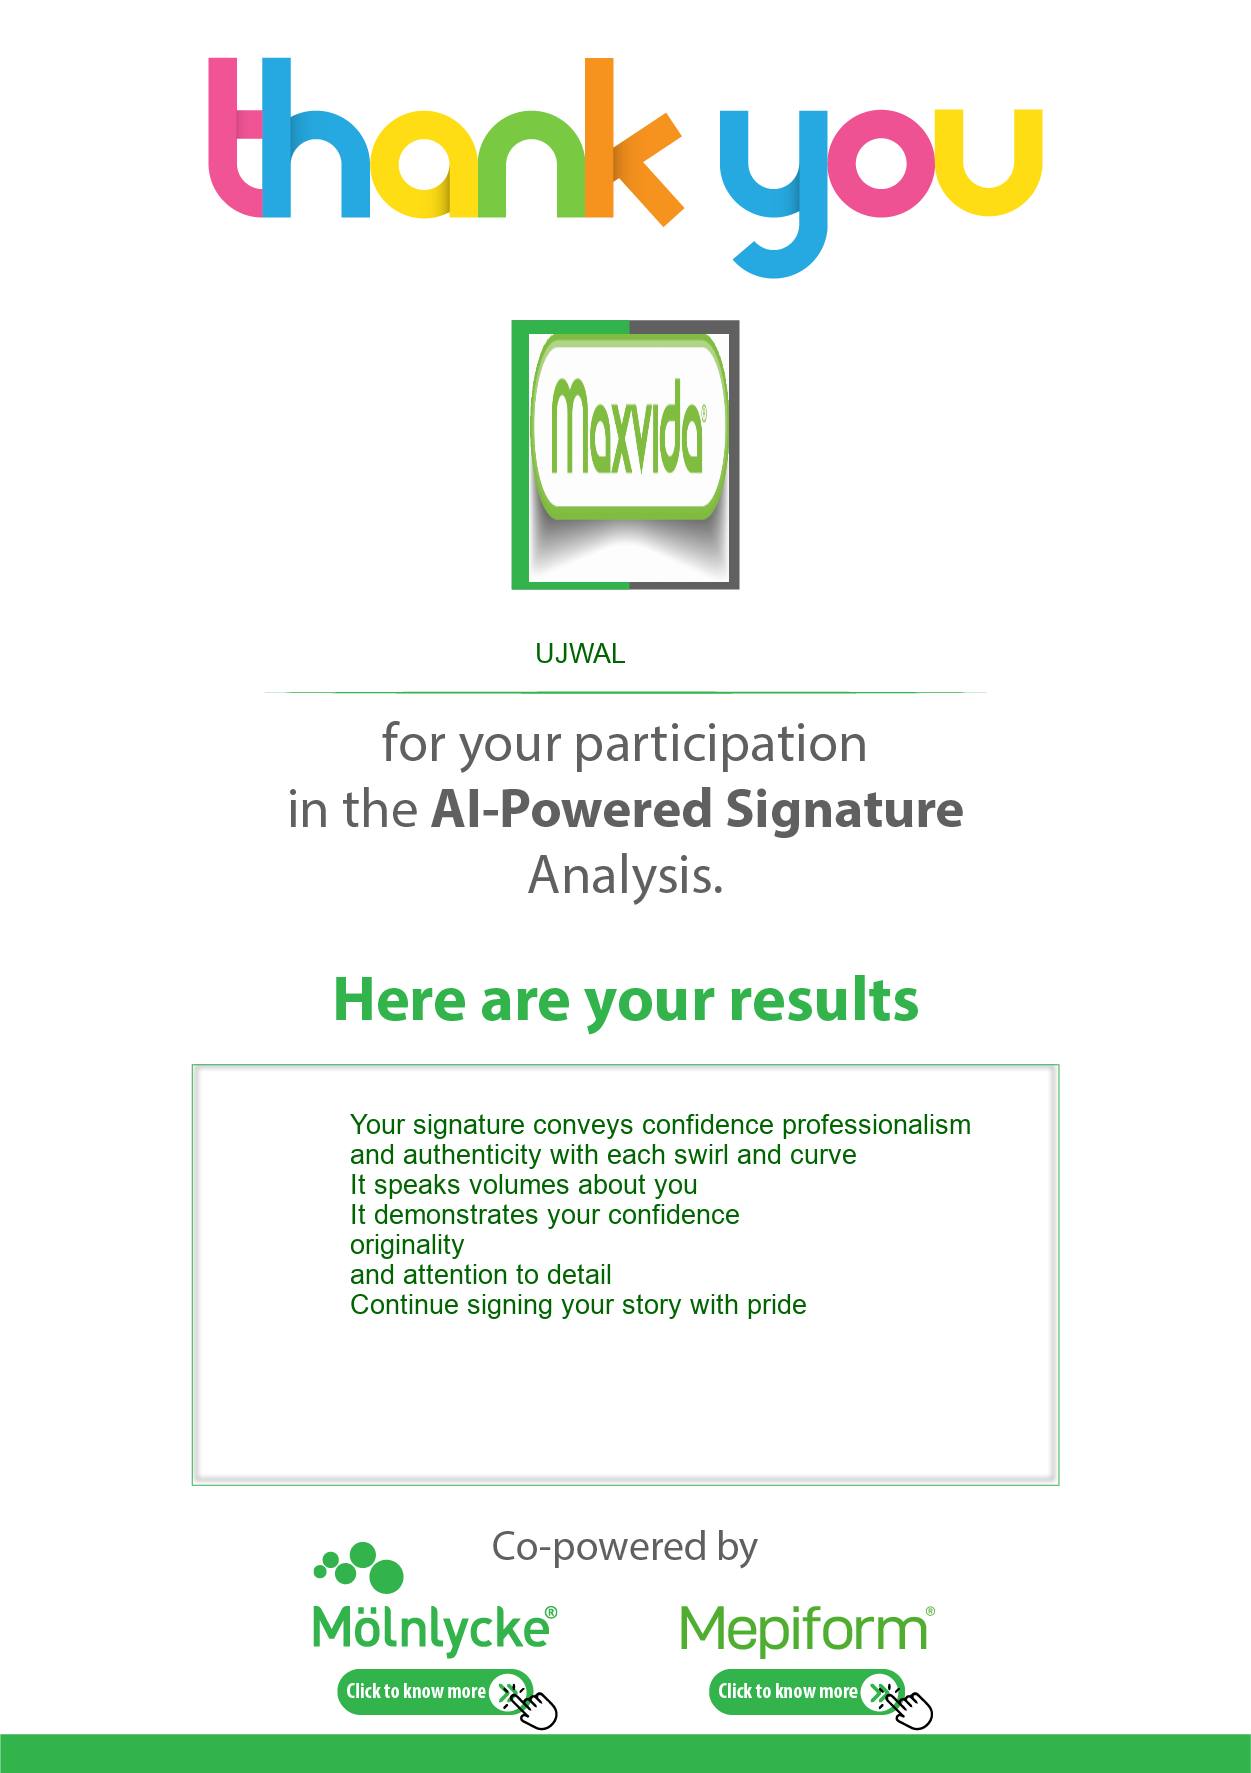 thank you
Maxvida®
UJWAL
for your participation
in the AI-Powered Signature
Analysis.
Here are your results
Your signature conveys confidence professionalism
and authenticity with each swirl and curve
It speaks volumes about you
It demonstrates your confidence
originality
and attention to detail
Continue signing your story with pride
Co-powered by
Mölnlycke®
Mepiform®
Click to know more
Click to know more